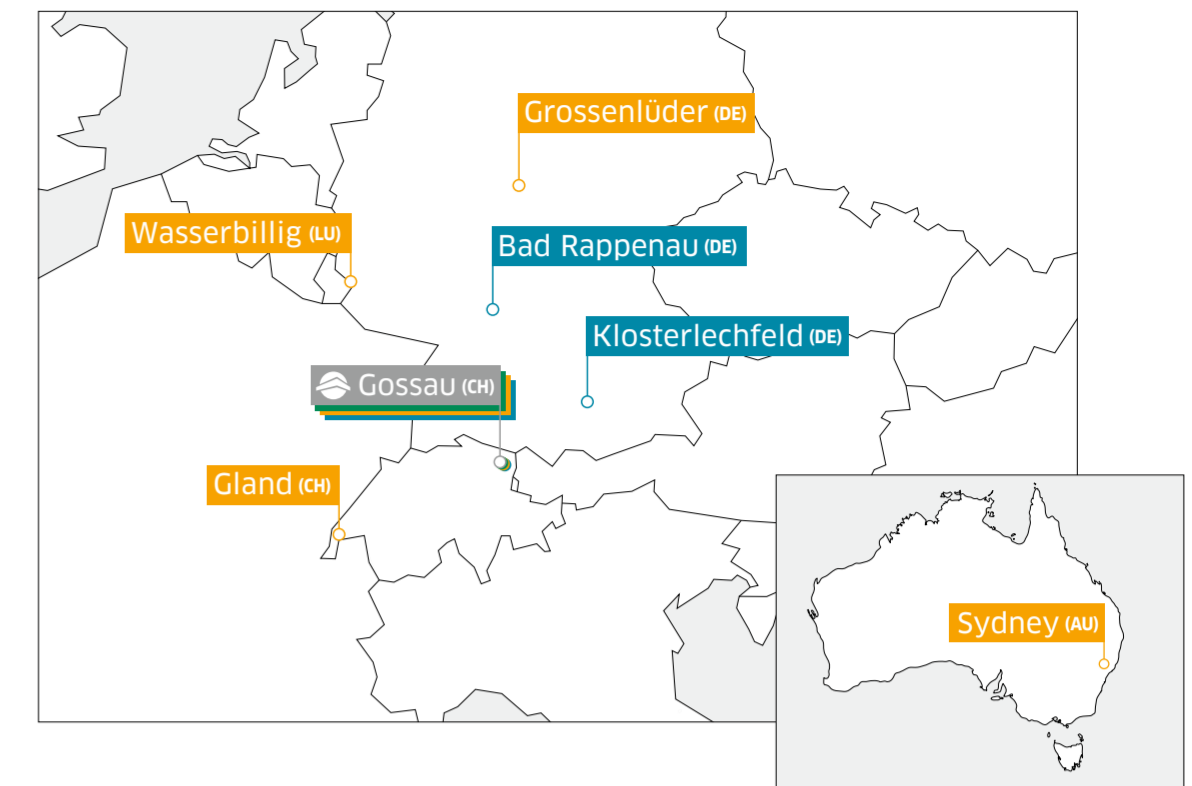 Grossenlüder (DE)
Wasserbillig (LU)
Bad Rappenau (DE)
Klosterlechfeld (DE)
Gossau (CH)
Gland (CH)
Sydney (AU)